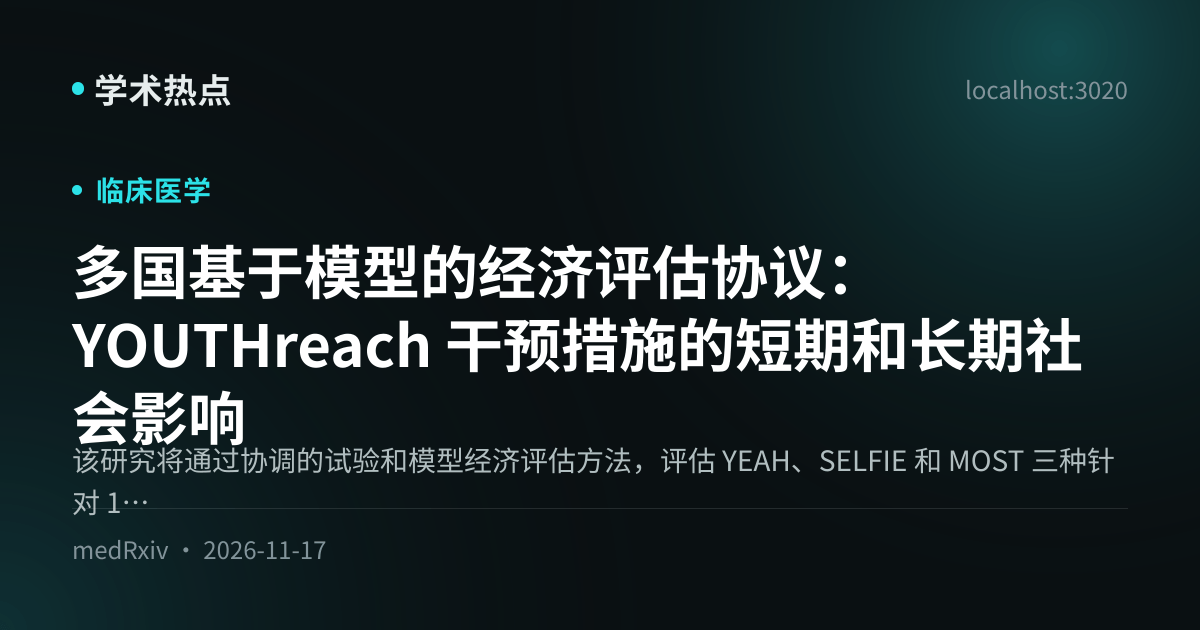 学术热点
localhost:3020
临床医学
多国基于模型的经济评估协议：
YOUTHreach 干预措施的短期和长期社
会影响
该研究将通过协调的试验和模型经济评估方法，评估 YEAH、SELFIE 和 MOST 三种针
对 1…
medRxiv · 2026-11-17